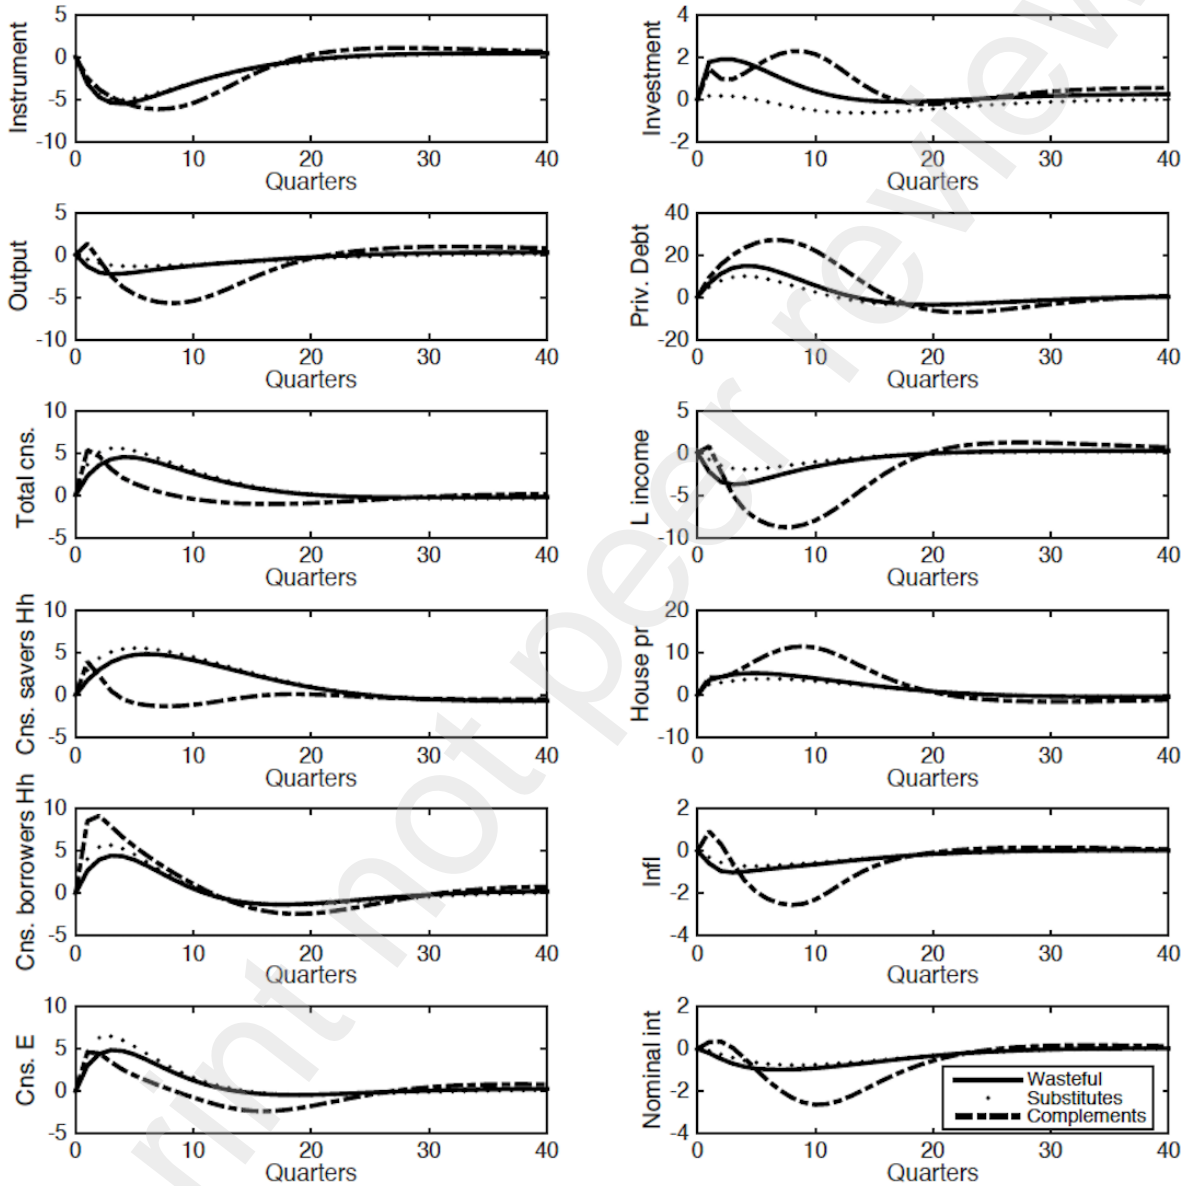 Instrument
5
0
-5
-10
0 10 20 30 40
Quarters
Investment
4
2
0
-2
0 10 20 30 40
Quarters
Output
5
0
-5
-10
0 10 20 30 40
Quarters
Priv. Debt
40
20
0
-20
0 10 20 30 40
Quarters
Total cns.
10
5
0
-5
0 10 20 30 40
Quarters
L income
5
0
-5
-10
0 10 20 30 40
Quarters
Cns. savers Hh
10
5
0
-5
0 10 20 30 40
Quarters
House pr
20
10
0
-10
0 10 20 30 40
Quarters
Cns. borrowers Hh
10
5
0
-5
0 10 20 30 40
Quarters
Infl
2
0
-2
-4
0 10 20 30 40
Quarters
Cns. E
10
5
0
-5
0 10 20 30 40
Quarters
Nominal int
2
0
-2
-4
0 10 20 30 40
Quarters
Wasteful
Substitutes
Complements
rint not peer review